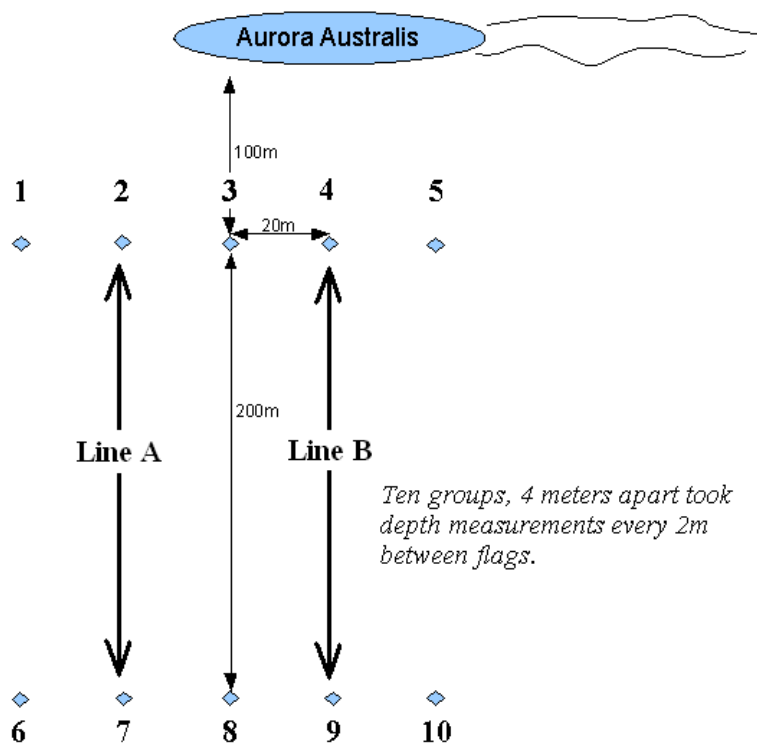 Aurora Australis
100m
1 2 3 4 5
20m
200m
Line A Line B
Ten groups, 4 meters apart took
depth measurements every 2m
between flags.
6 7 8 9 10